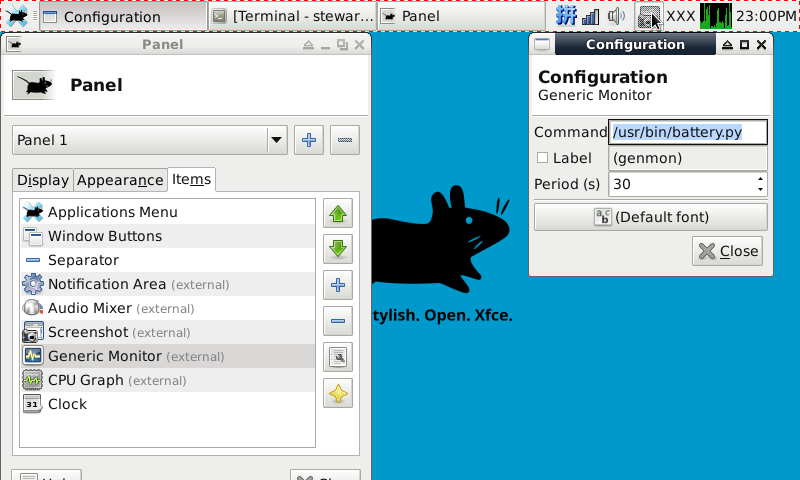 Configuration
[Terminal - stewar...
Panel
拼
XXX
23:00PM
Panel
Panel
Panel 1
Display
Appearance
Items
Applications Menu
Window Buttons
Separator
Notification Area (external)
Audio Mixer (external)
Screenshot (external)
Generic Monitor (external)
CPU Graph (external)
31 Clock
tylish. Open. Xfce.
Configuration
Configuration
Generic Monitor
Command /usr/bin/battery.py
Label (genmon)
Period (s) 30
(Default font)
Close